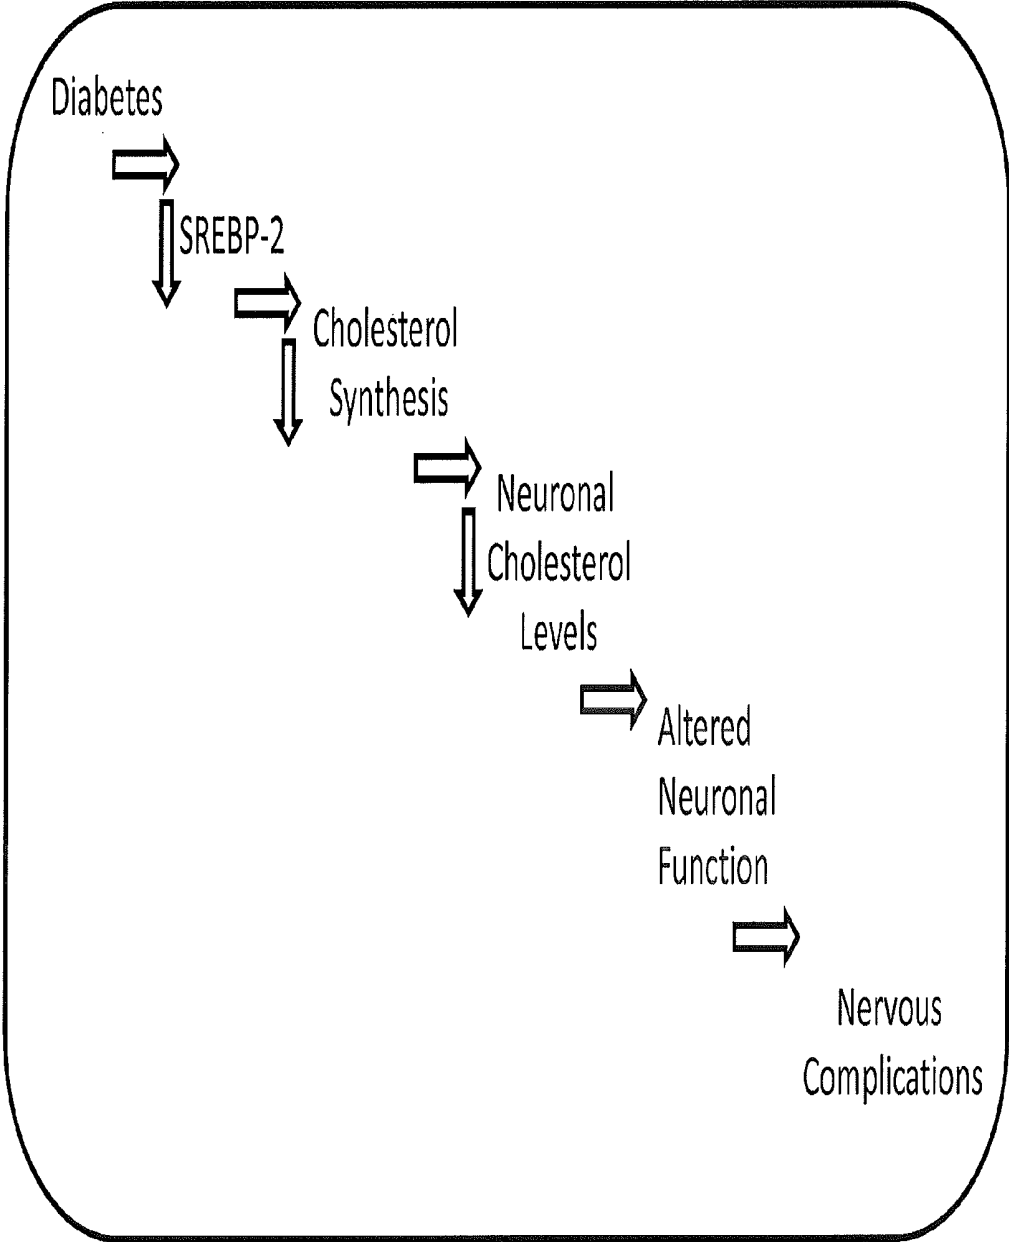 Diabetes
SREBP-2
Cholesterol
Synthesis
Neuronal
Cholesterol
Levels
Altered
Neuronal
Function
Nervous
Complications